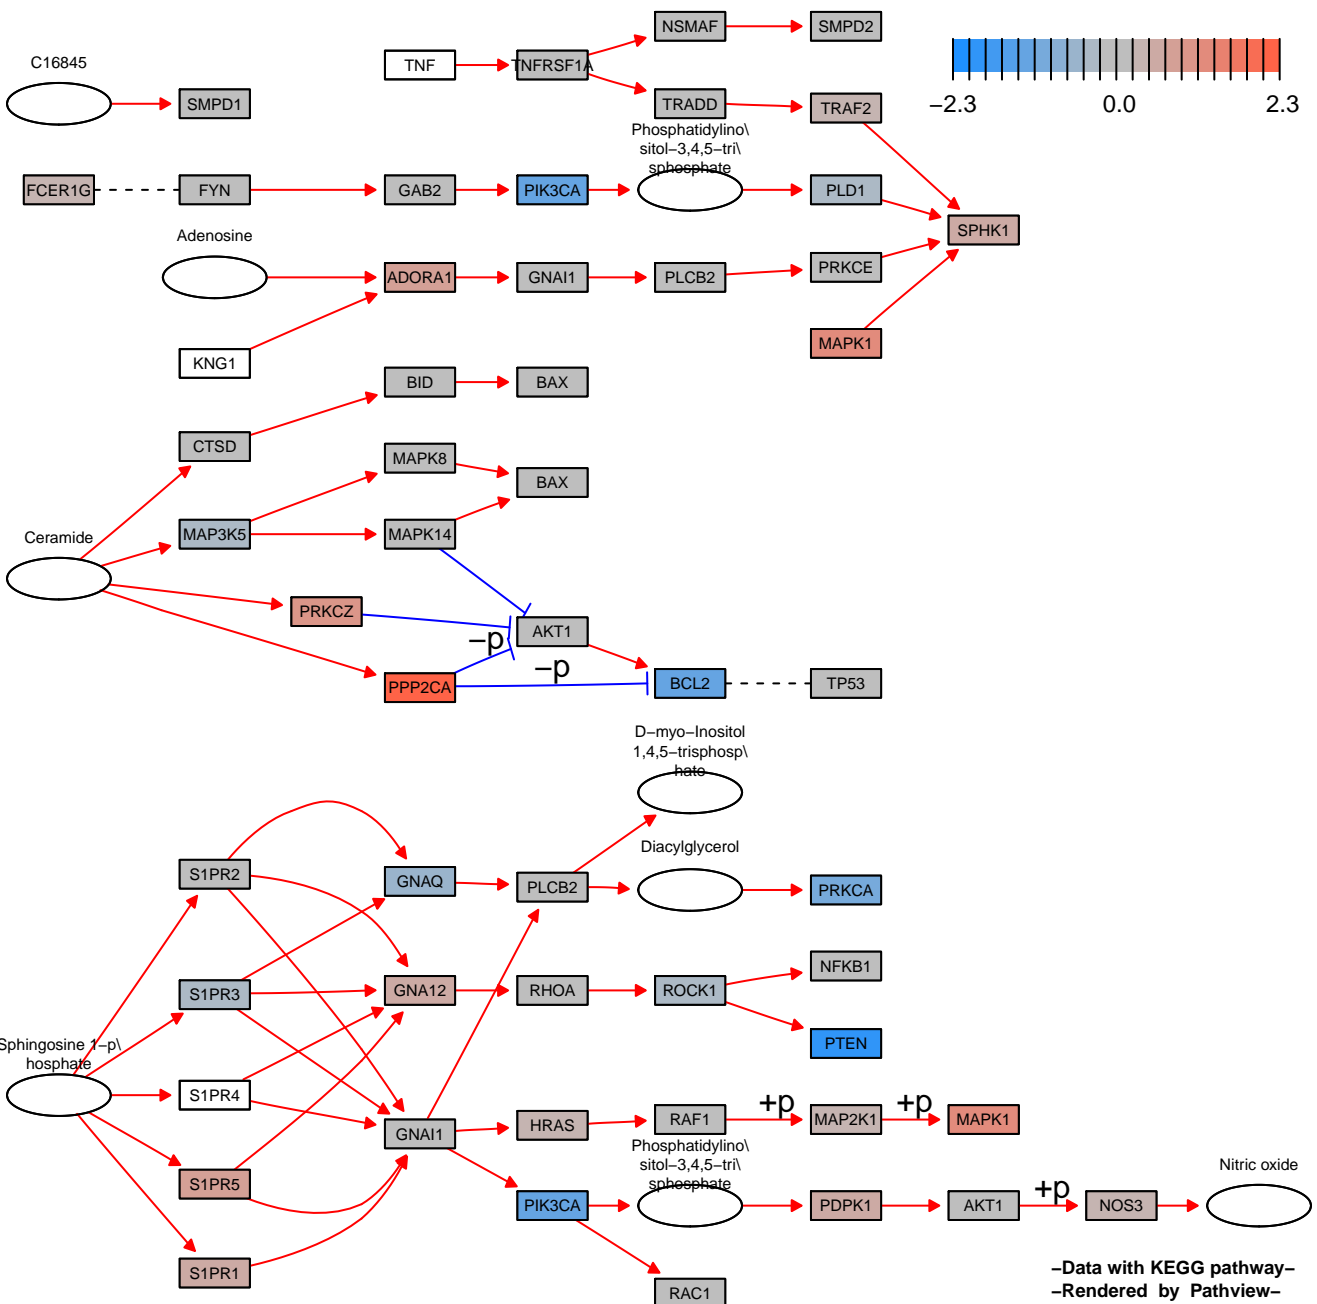 NSMAF
SMPD2
C16845
TNF
TNFRSF1A
SMPD1
TRADD
TRAF2
−2.3
0.0
2.3
Phosphatidylino\
sitol−3,4,5−tri\
sphosphate
FCER1G
FYN
GAB2
PIK3CA
PLD1
SPHK1
Adenosine
ADORA1
GNAI1
PLCB2
PRKCE
KNG1
MAPK1
BID
BAX
CTSD
MAPK8
BAX
Ceramide
MAP3K5
MAPK14
PRKCZ
AKT1
−p
−p
PPP2CA
BCL2
TP53
D−myo−Inositol
1,4,5−trisphosp\
hate
Diacylglycerol
S1PR2
GNAQ
PLCB2
PRKCA
NFKB1
S1PR3
GNA12
RHOA
ROCK1
PTEN
Sphingosine 1−p\
hosphate
S1PR4
GNAI1
HRAS
RAF1
+p
MAP2K1
+p
MAPK1
Phosphatidylino\
sitol−3,4,5−tri\
sphosphate
Nitric oxide
S1PR5
PIK3CA
PDPK1
AKT1
+p
NOS3
S1PR1
RAC1
−Data with KEGG pathway−
−Rendered by Pathview−